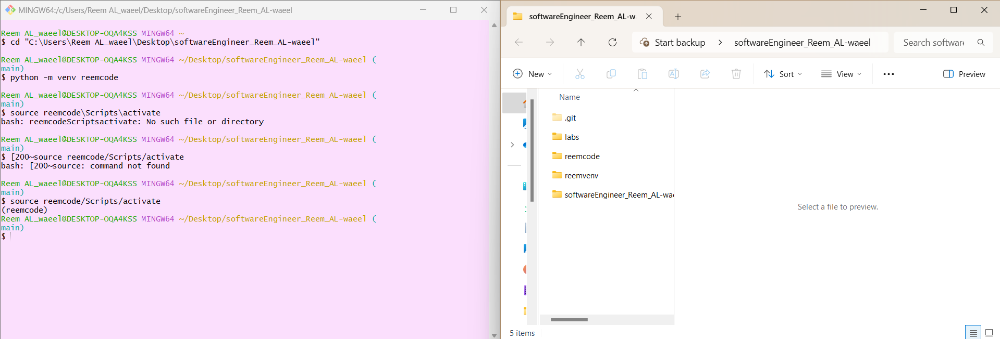 MINGW64:/c/Users/Reem AL_waeel/Desktop/softwareEngineer_Reem_AL-waeel
Reem AL_waeel@DESKTOP-OQA4KSS MINGW64 ~
$ cd "C:\Users\Reem AL_waeel\Desktop\softwareEngineer_Reem_AL-waeel"
Reem AL_waeel@DESKTOP-OQA4KSS MINGW64 ~/Desktop/softwareEngineer_Reem_AL-waeel (
main)
$ python -m venv reemcode
Reem AL_waeel@DESKTOP-OQA4KSS MINGW64 ~/Desktop/softwareEngineer_Reem_AL-waeel (
main)
$ source reemcode\Scripts\activate
bash: reemcodeScriptsactivate: No such file or directory
Reem AL_waeel@DESKTOP-OQA4KSS MINGW64 ~/Desktop/softwareEngineer_Reem_AL-waeel (
main)
$ [200~source reemcode/Scripts/activate
bash: [200~source: command not found
Reem AL_waeel@DESKTOP-OQA4KSS MINGW64 ~/Desktop/softwareEngineer_Reem_AL-waeel (
main)
$ source reemcode/Scripts/activate
(reemcode)
Reem AL_waeel@DESKTOP-OQA4KSS MINGW64 ~/Desktop/softwareEngineer_Reem_AL-waeel (
main)
$
softwareEngineer_Reem_AL-wa
Start backup > softwareEngineer_Reem_AL-waeel
Search software
New
Sort
View
Preview
Name
.git
labs
reemcode
reemvenv
softwareEngineer_Reem_AL-wae
Select a file to preview.
5 items